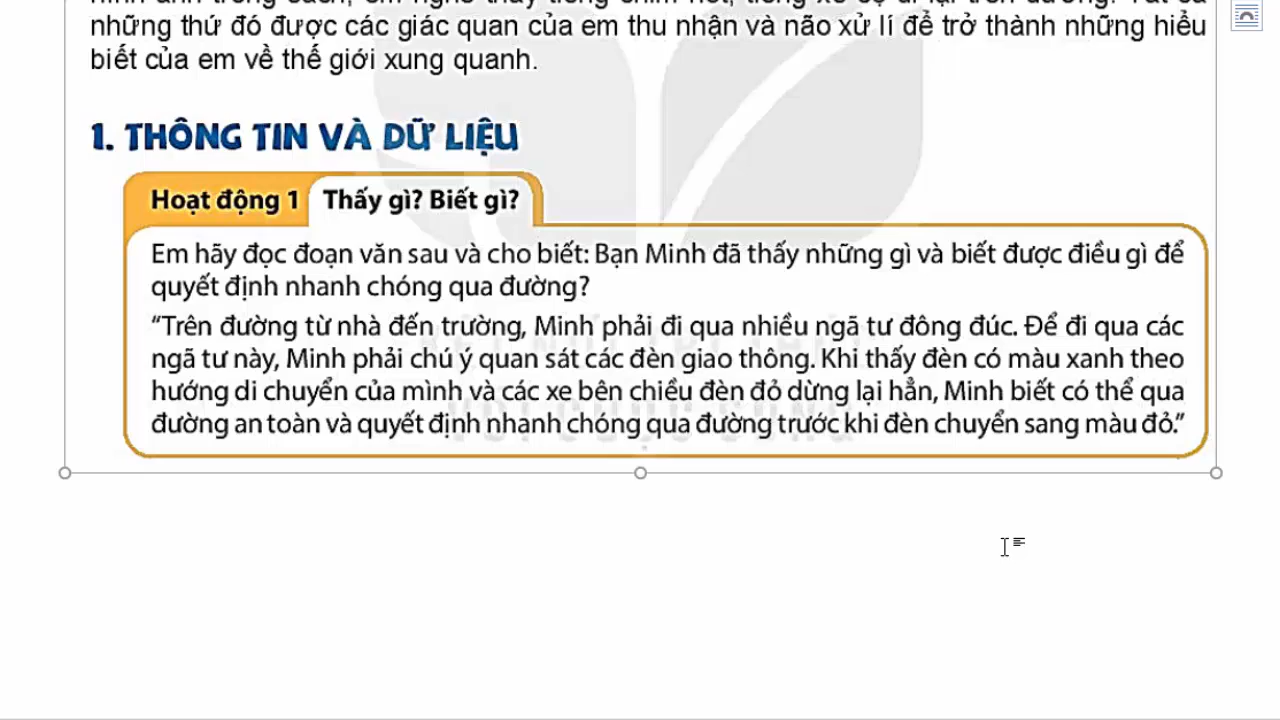 những thứ đó được các giác quan của em thu nhận và não xử lí để trở thành những hiểu
biết của em về thế giới xung quanh.
1. THÔNG TIN VÀ DỮ LIỆU
Hoạt động 1 Thấy gì? Biết gì?
Em hãy đọc đoạn văn sau và cho biết: Bạn Minh đã thấy những gì và biết được điều gì để
quyết định nhanh chóng qua đường?
“Trên đường từ nhà đến trường, Minh phải đi qua nhiều ngã tư đông đúc. Để đi qua các
ngã tư này, Minh phải chú ý quan sát các đèn giao thông. Khi thấy đèn có màu xanh theo
hướng di chuyển của mình và các xe bên chiều đèn đỏ dừng lại hẳn, Minh biết có thể qua
đường an toàn và quyết định nhanh chóng qua đường trước khi đèn chuyển sang màu đỏ.”